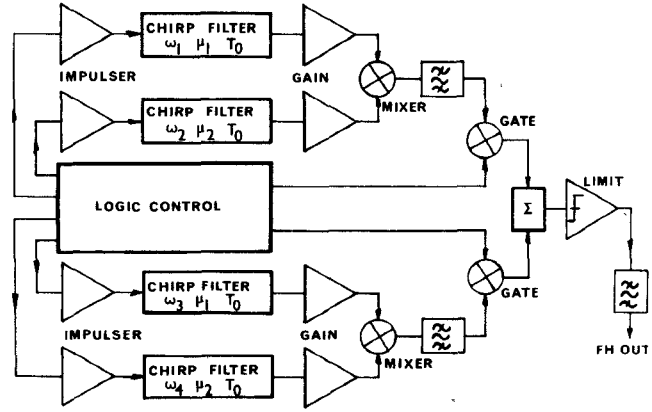 CHIRP FILTER
ω₁ μ₁ T₀
IMPULSER
GAIN
MIXER
CHIRP FILTER
ω₂ μ₂ T₀
GATE
LOGIC CONTROL
Σ
LIMIT
CHIRP FILTER
ω₃ μ₁ T₀
GATE
IMPULSER
GAIN
MIXER
CHIRP FILTER
ω₄ μ₂ T₀
FH OUT